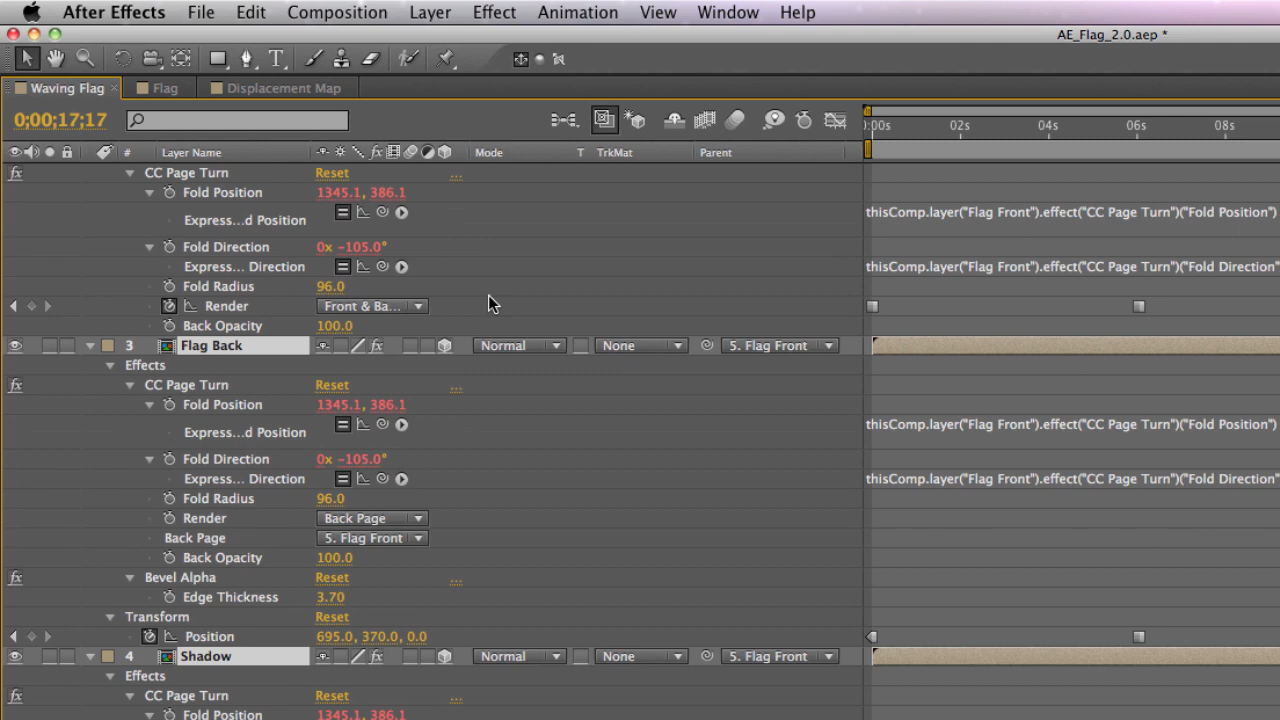 After Effects File Edit Composition Layer Effect Animation View Window Help
AE_Flag_2.0.aep *
Waving Flag × Flag Displacement Map
0;00;17;17
):00s 02s 04s 06s 08s
# Layer Name fx Mode T TrkMat Parent
fx CC Page Turn Reset ...
Fold Position 1345.1, 386.1
Express...d Position thisComp.layer("Flag Front").effect("CC Page Turn")("Fold Position")
Fold Direction 0x -105.0°
Express... Direction thisComp.layer("Flag Front").effect("CC Page Turn")("Fold Direction"
Fold Radius 96.0
Render Front & Ba...
Back Opacity 100.0
3 Flag Back fx Normal None 5. Flag Front
Effects
fx CC Page Turn Reset ...
Fold Position 1345.1, 386.1
Express...d Position thisComp.layer("Flag Front").effect("CC Page Turn")("Fold Position")
Fold Direction 0x -105.0°
Express... Direction thisComp.layer("Flag Front").effect("CC Page Turn")("Fold Direction"
Fold Radius 96.0
Render Back Page
Back Page 5. Flag Front
Back Opacity 100.0
fx Bevel Alpha Reset ...
Edge Thickness 3.70
Transform Reset
Position 695.0, 370.0, 0.0
4 Shadow fx Normal None 5. Flag Front
Effects
fx CC Page Turn Reset ...
Fold Position 1345.1, 386.1